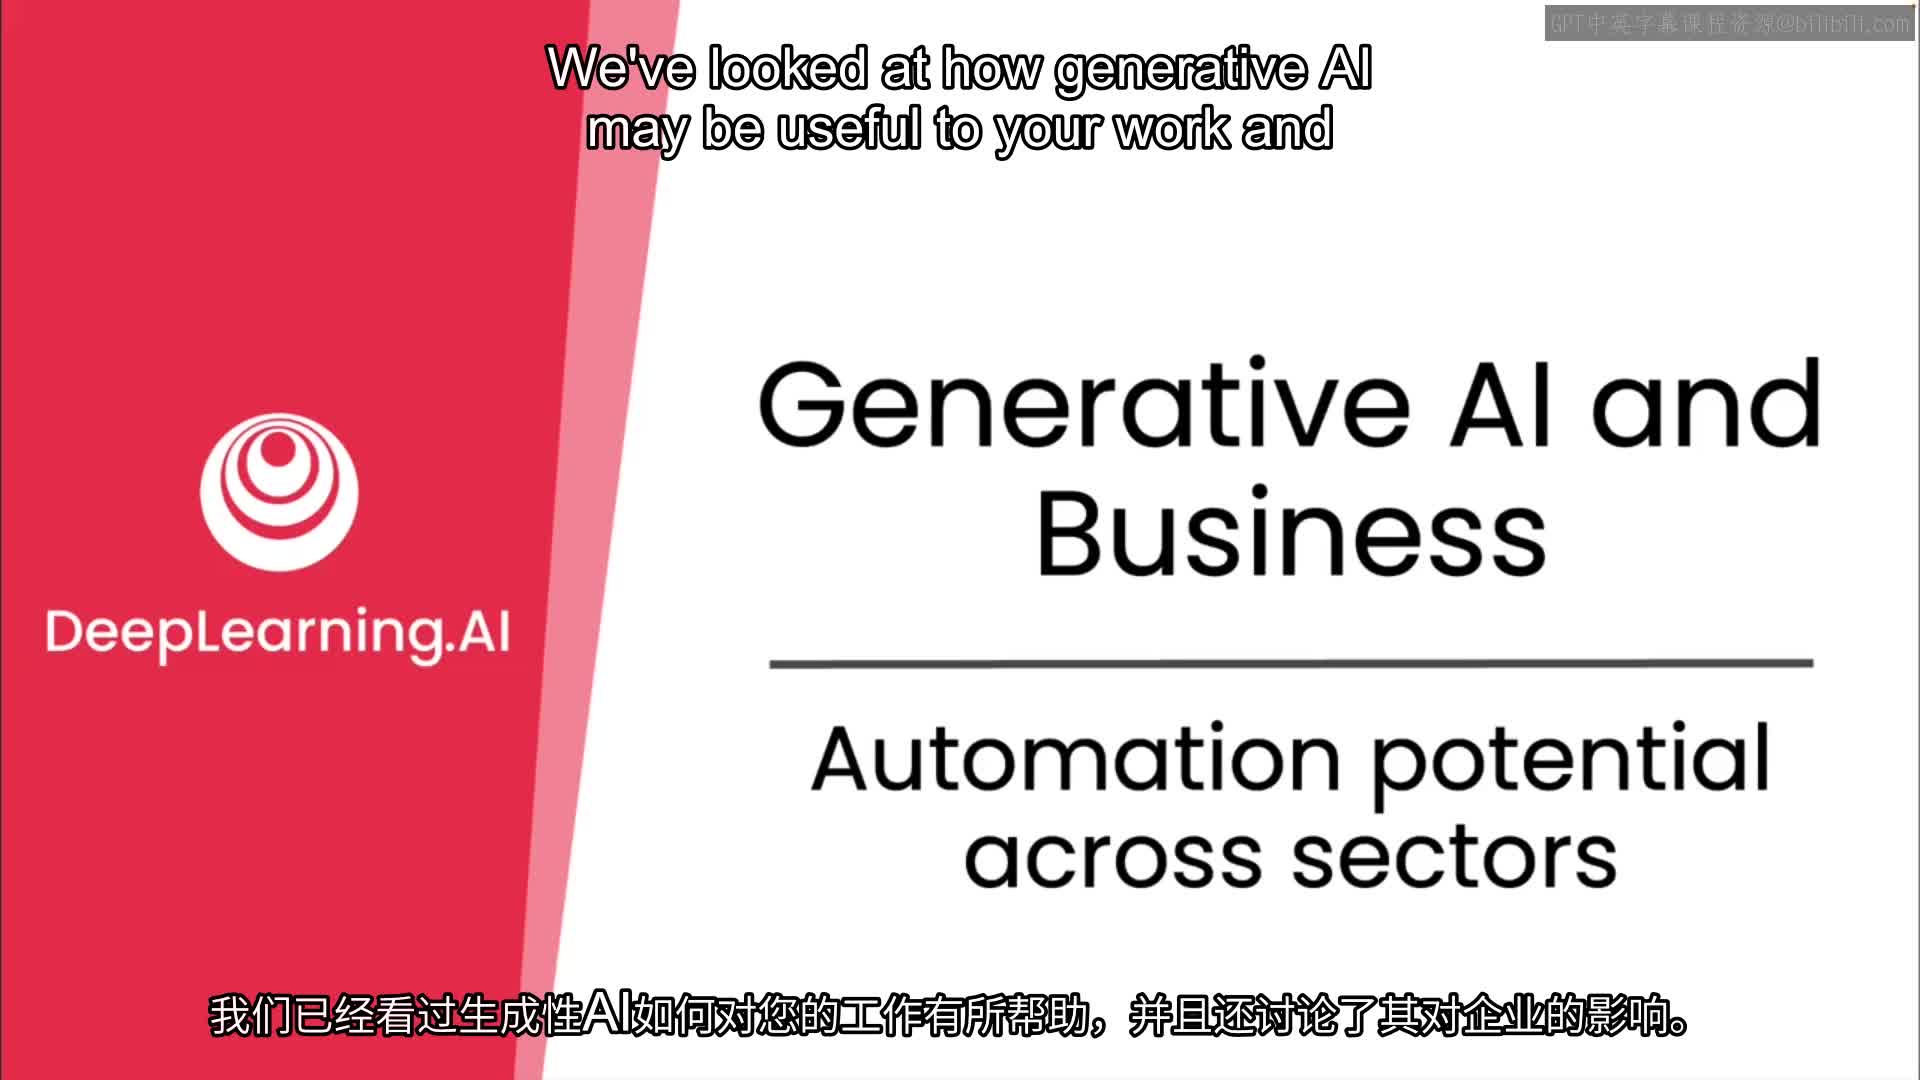 GPT中英字幕课程资源@bilibili.com
We've looked at how generative AI
may be useful to your work and
Generative AI and
Business
DeepLearning.AI
Automation potential
across sectors
我们已经看过生成性AI如何对您的工作有所帮助，并且还讨论了其对企业的影响。